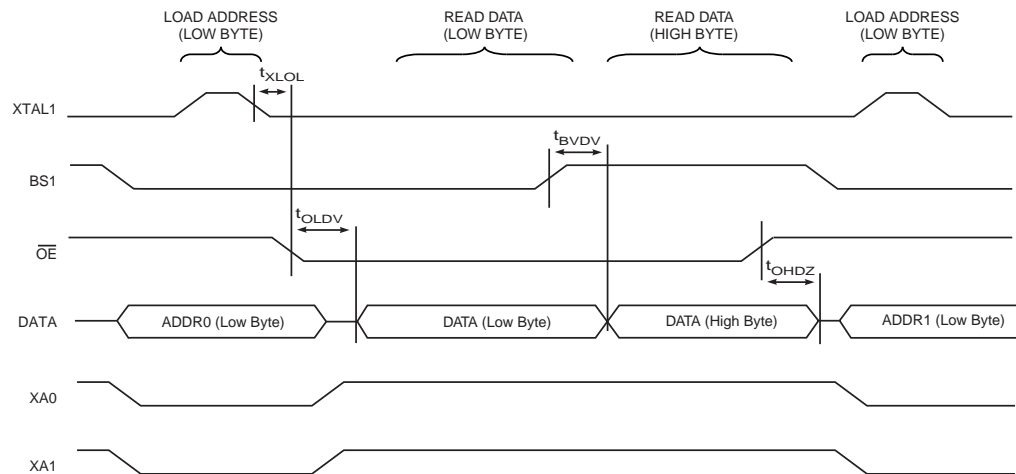 LOAD ADDRESS
(LOW BYTE)
READ DATA
(LOW BYTE)
READ DATA
(HIGH BYTE)
LOAD ADDRESS
(LOW BYTE)
tXLOL
XTAL1
tBVDV
BS1
tOLDV
OE
tOHDZ
DATA
ADDR0 (Low Byte)
DATA (Low Byte)
DATA (High Byte)
ADDR1 (Low Byte)
XA0
XA1